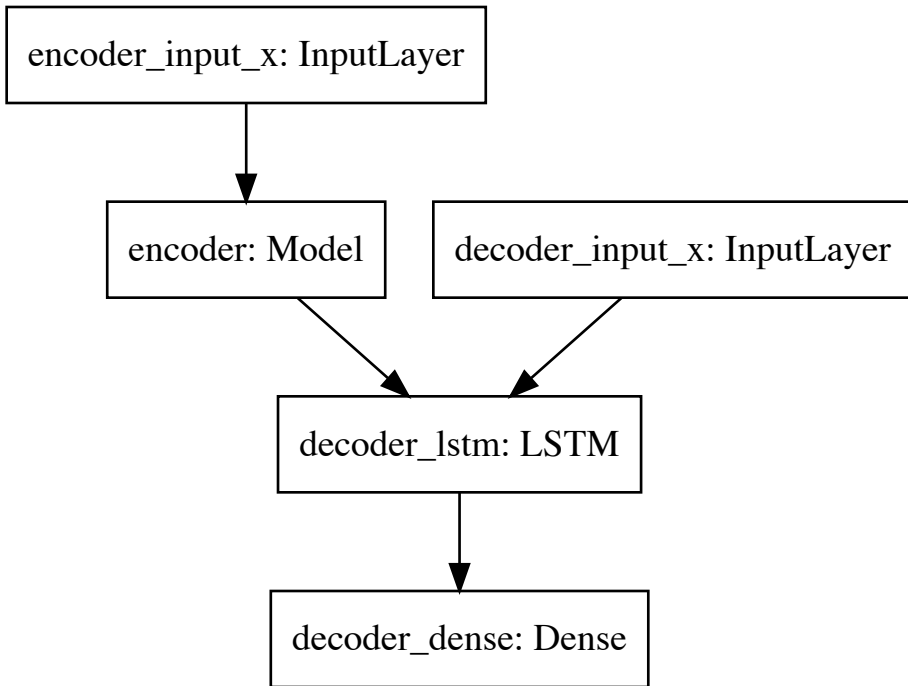 encoder_input_x: InputLayer
encoder: Model
decoder_input_x: InputLayer
decoder_lstm: LSTM
decoder_dense: Dense